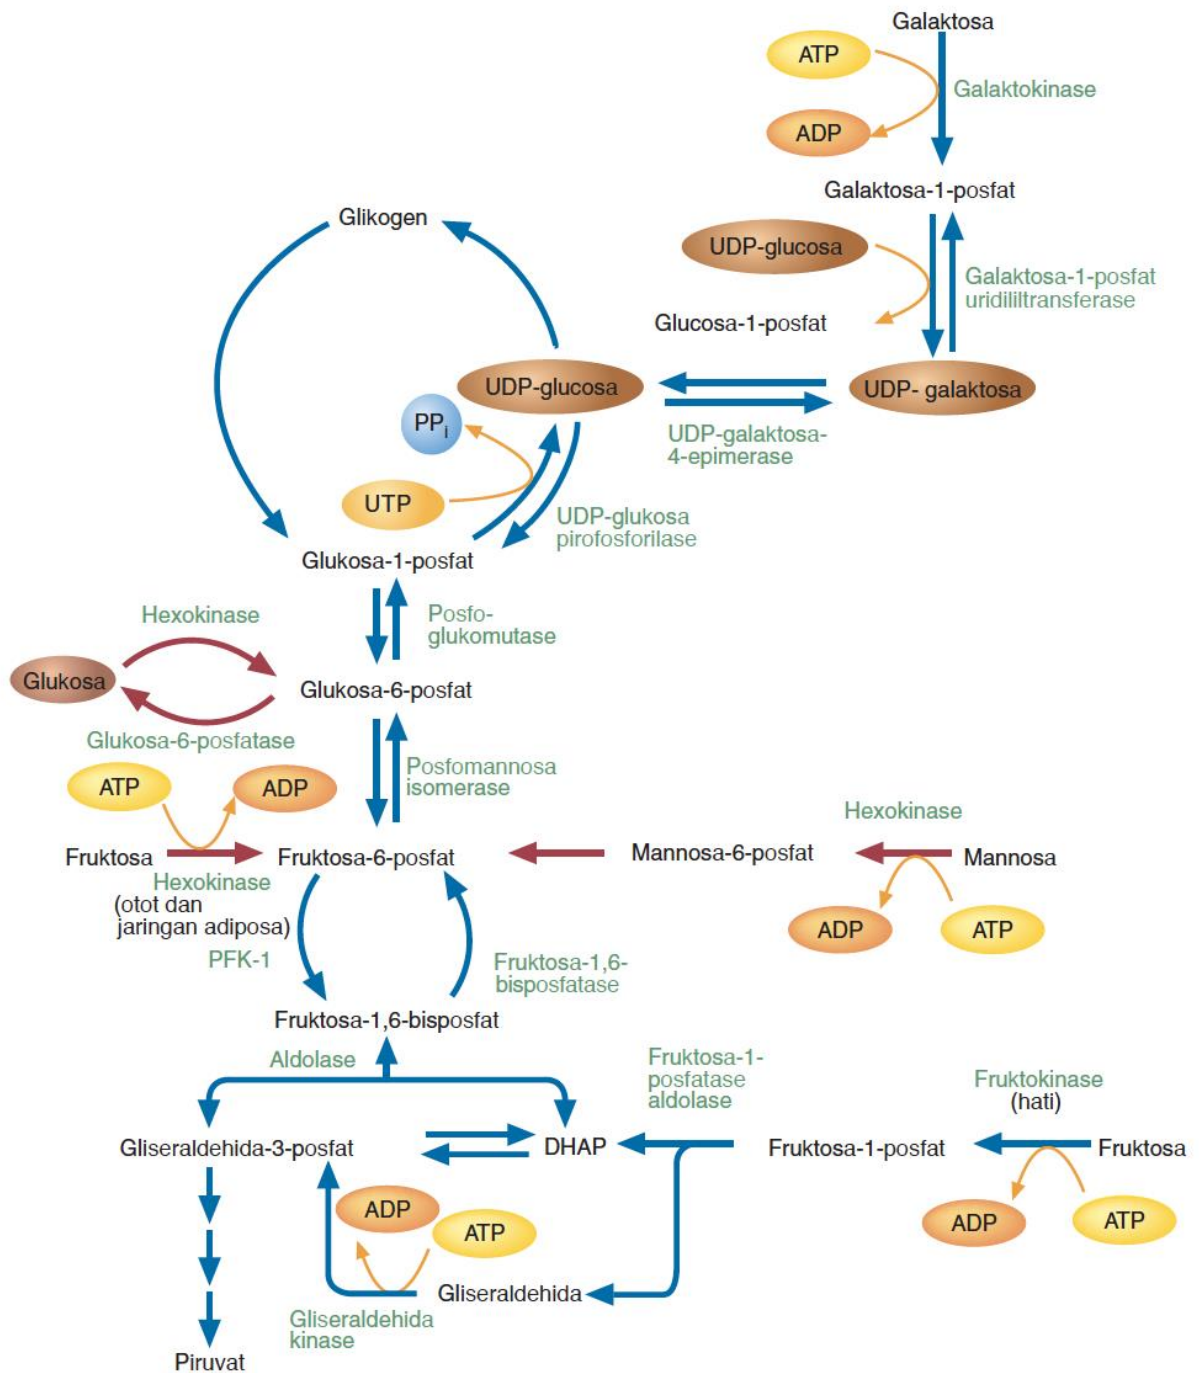 Galaktosa
ATP
Galaktokinase
ADP
Galaktosa-1-posfat
Glikogen
UDP-glucosa
Galaktosa-1-posfat
uridililtransferase
Glucosa-1-posfat
UDP-glucosa
UDP- galaktosa
PPi
UDP-galaktosa-
4-epimerase
UTP
UDP-glukosa
pirofosforilase
Glukosa-1-posfat
Hexokinase
Posfo-
glukomutase
Glukosa
Glukosa-6-posfat
Glukosa-6-posfatase
ATP
ADP
Posfomannosa
isomerase
Hexokinase
Fruktosa
Fruktosa-6-posfat
Mannosa-6-posfat
Mannosa
Hexokinase
(otot dan
jaringan adiposa)
ADP
ATP
PFK-1
Fruktosa-1,6-
bisposfatase
Fruktosa-1,6-bisposfat
Aldolase
Fruktosa-1-
posfatase
aldolase
Fruktokinase
(hati)
Gliseraldehida-3-posfat
DHAP
Fruktosa-1-posfat
Fruktosa
ADP
ATP
ADP
ATP
Gliseraldehida
Gliseraldehida
kinase
Piruvat